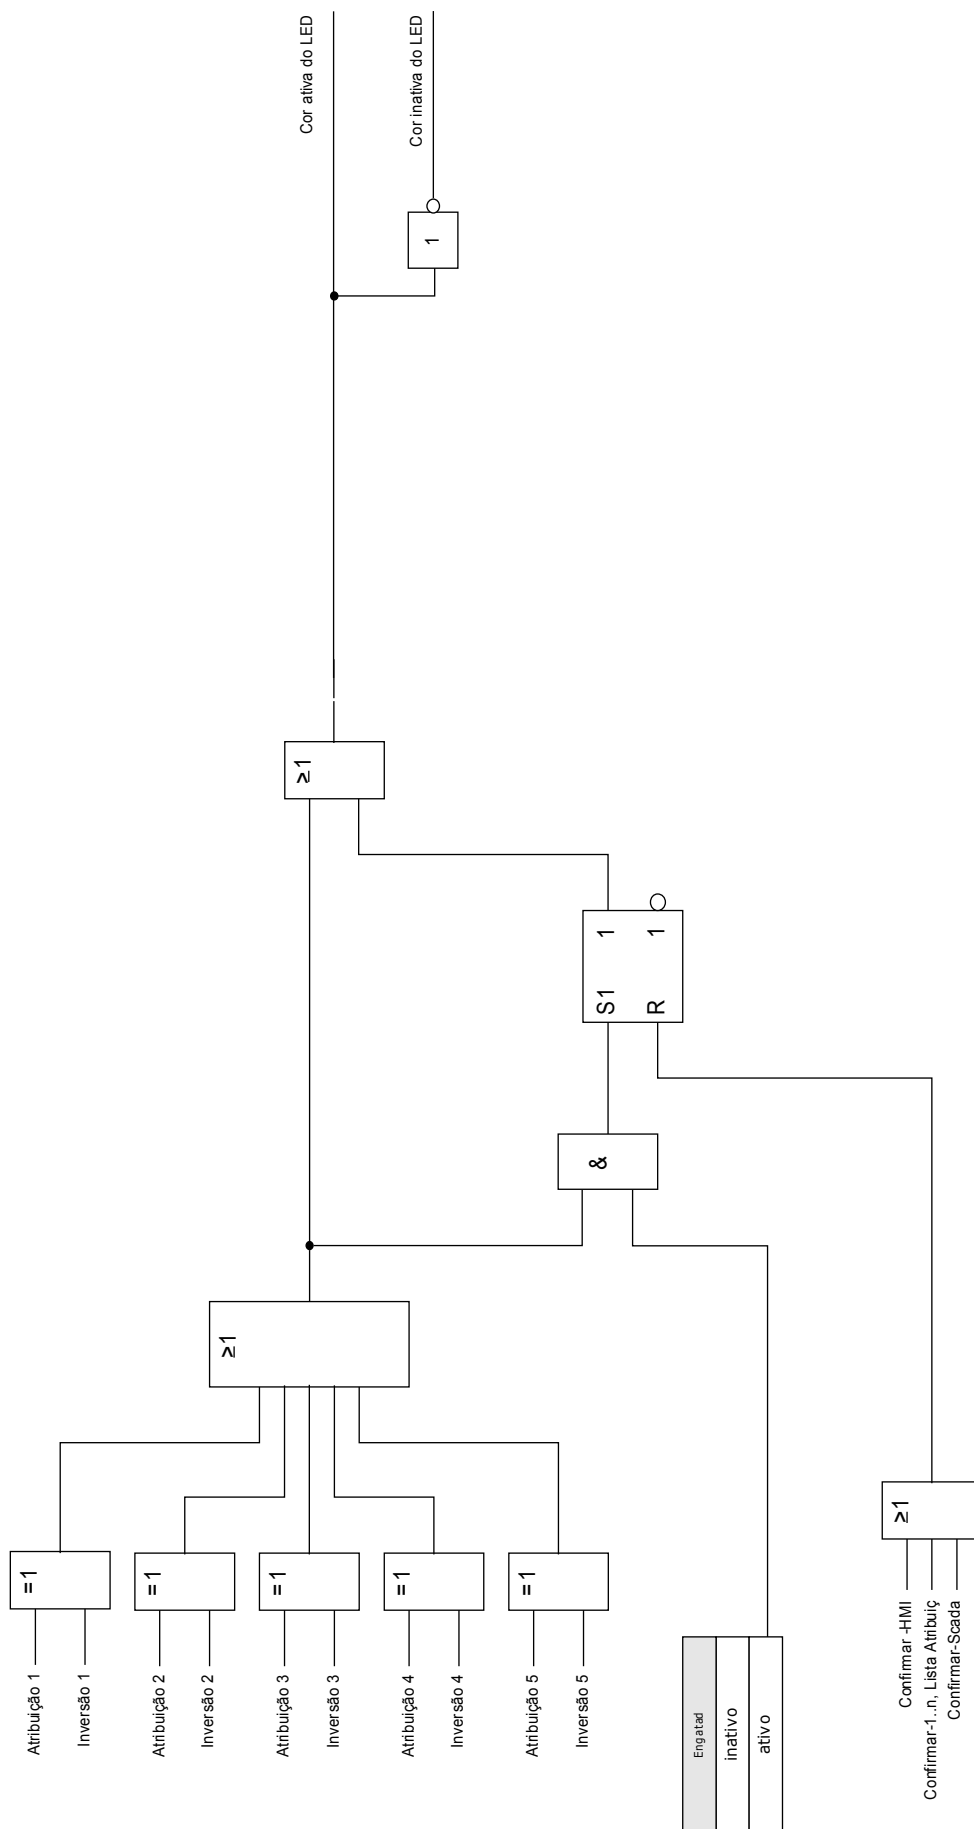 Atribuição 1
Inversão 1
=1
Atribuição 2
Inversão 2
=1
Atribuição 3
Inversão 3
=1
Atribuição 4
Inversão 4
=1
Atribuição 5
Inversão 5
=1
≥1
Engatad
inativo
ativo
&
Confirmar -HMI
Confirmar-1..n, Lista Atribuiç
Confirmar-Scada
≥1
S1 1
R 1
≥1
1
Cor ativa do LED
Cor inativa do LED